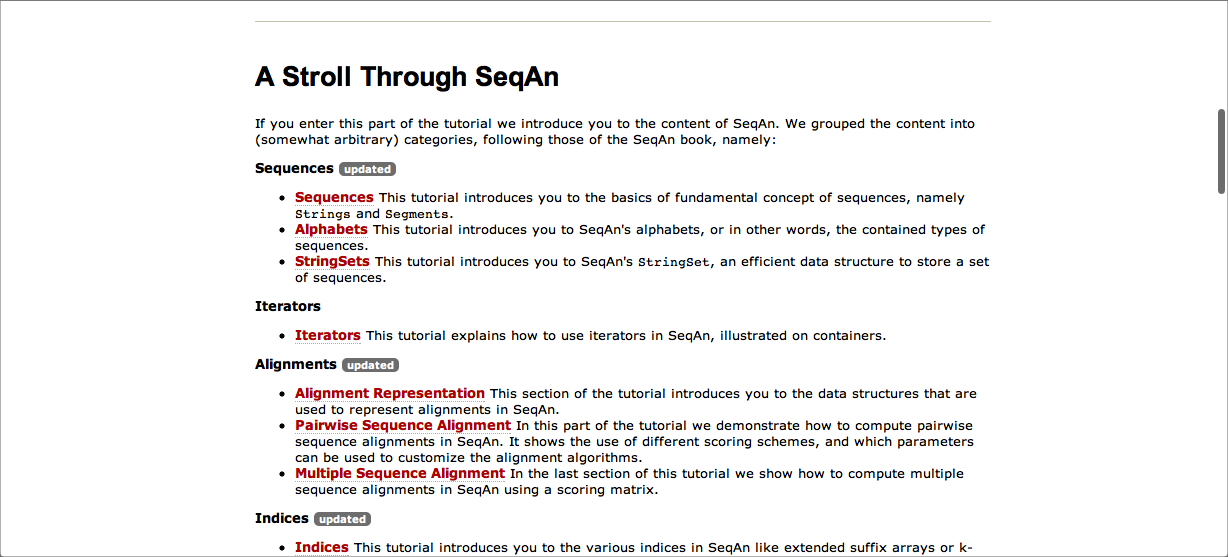 A Stroll Through SeqAn
If you enter this part of the tutorial we introduce you to the content of SeqAn. We grouped the content into
(somewhat arbitrary) categories, following those of the SeqAn book, namely:
Sequences updated
• Sequences This tutorial introduces you to the basics of fundamental concept of sequences, namely
Strings and Segments.
• Alphabets This tutorial introduces you to SeqAn's alphabets, or in other words, the contained types of
sequences.
• StringSets This tutorial introduces you to SeqAn's StringSet, an efficient data structure to store a set
of sequences.
Iterators
• Iterators This tutorial explains how to use iterators in SeqAn, illustrated on containers.
Alignments updated
• Alignment Representation This section of the tutorial introduces you to the data structures that are
used to represent alignments in SeqAn.
• Pairwise Sequence Alignment In this part of the tutorial we demonstrate how to compute pairwise
sequence alignments in SeqAn. It shows the use of different scoring schemes, and which parameters
can be used to customize the alignment algorithms.
• Multiple Sequence Alignment In the last section of this tutorial we show how to compute multiple
sequence alignments in SeqAn using a scoring matrix.
Indices updated
• Indices This tutorial introduces you to the various indices in SeqAn like extended suffix arrays or k-